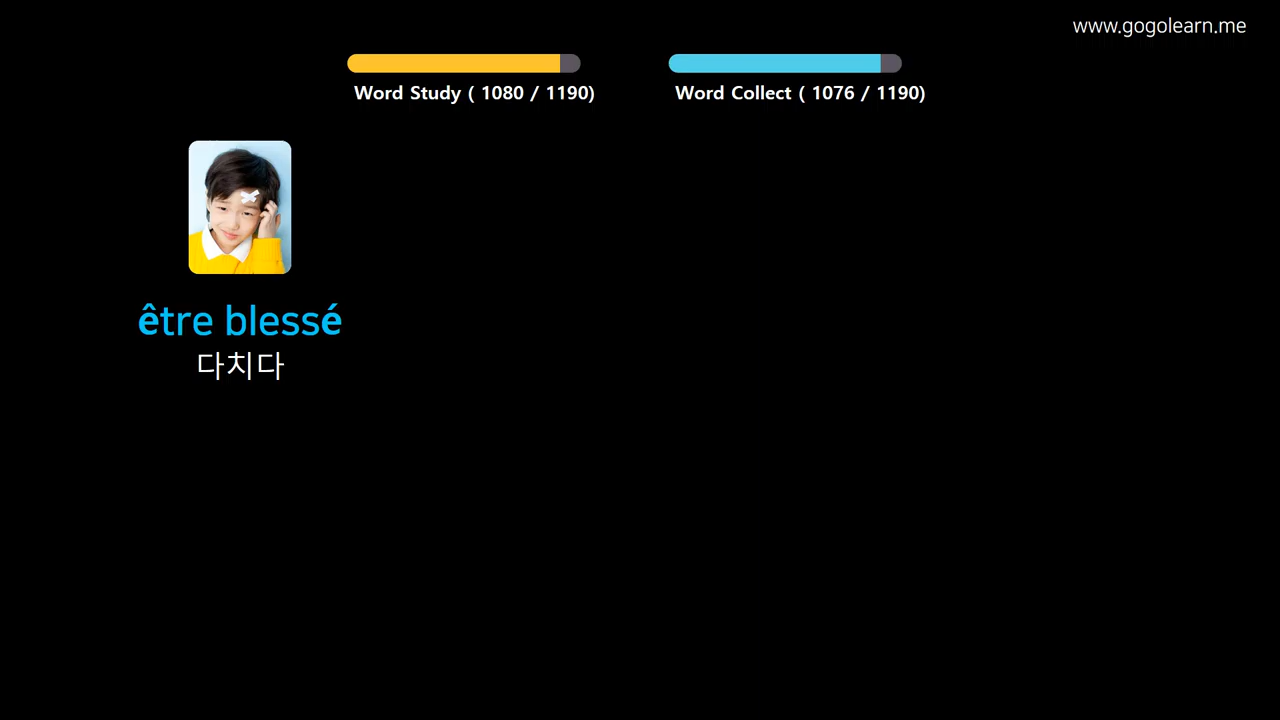 www.gogolearn.me
Word Study ( 1080 / 1190)
Word Collect ( 1076 / 1190)
être blessé
다치다